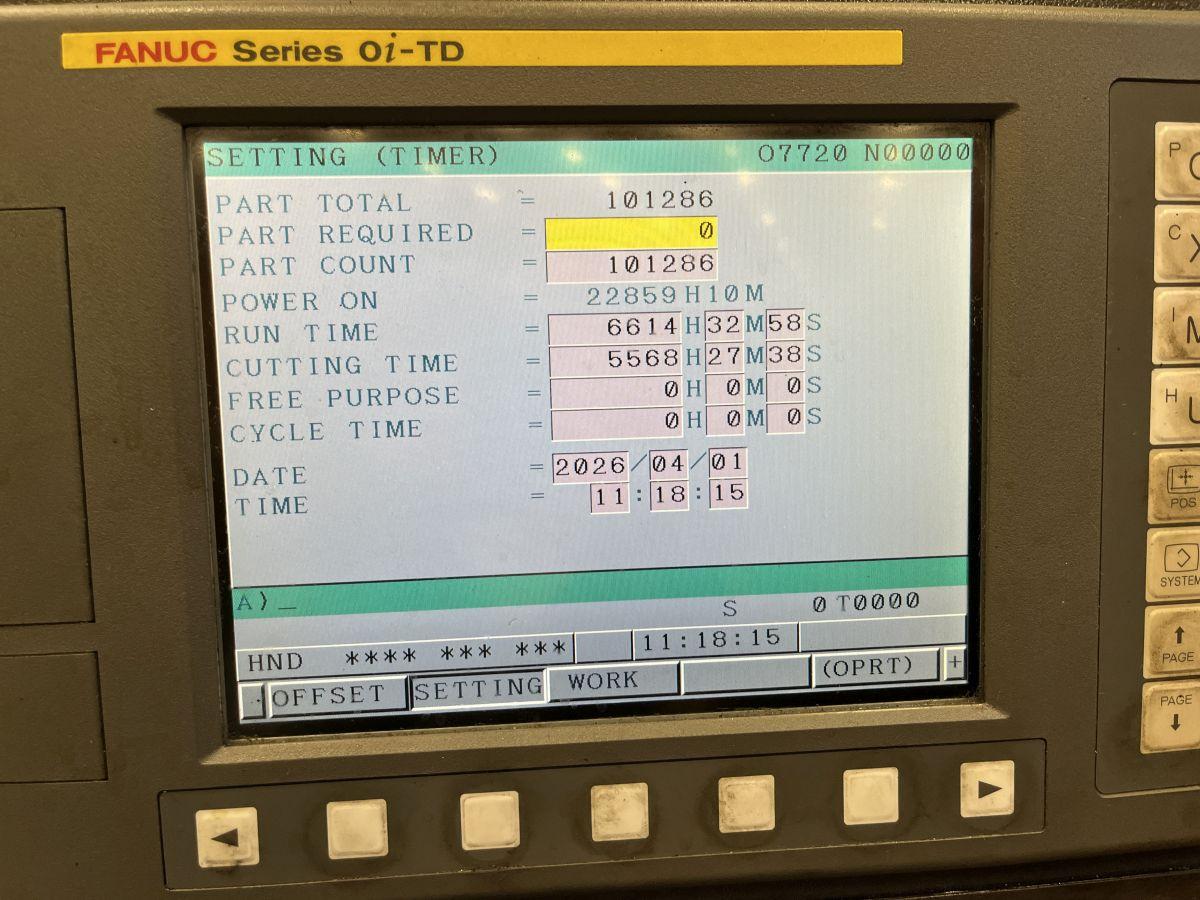 FANUC Series 0i-TD
SETTING (TIMER) O7720 N00000
PART TOTAL = 101286
PART REQUIRED = 0
PART COUNT = 101286
POWER ON = 22859H10M
RUN TIME = 6614H32M58S
CUTTING TIME = 5568H27M38S
FREE PURPOSE = 0H 0M 0S
CYCLE TIME = 0H 0M 0S
DATE = 2026/04/01
TIME = 11:18:15
A)_
S 0 T0000
HND **** *** *** 11:18:15
OFFSET SETTING WORK (OPRT) +
P
C
I
M
H
U
POS
SYSTEM
PAGE
PAGE